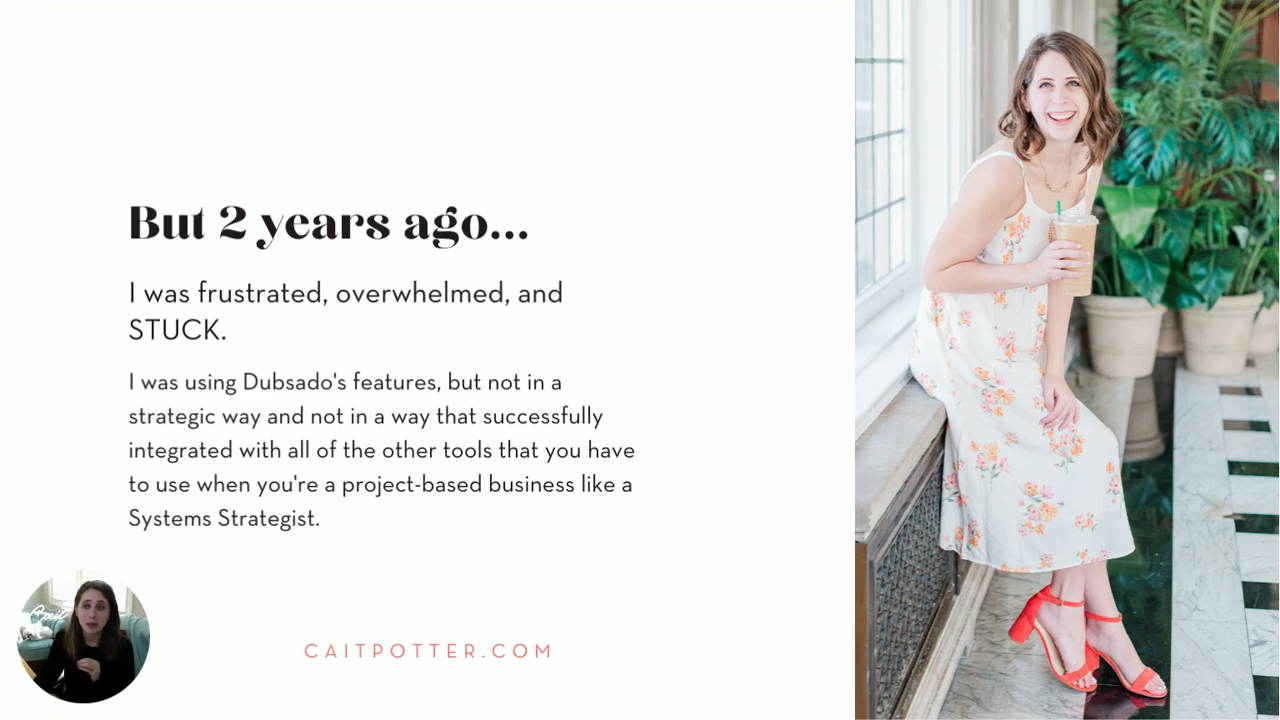 But 2 years ago...
I was frustrated, overwhelmed, and
STUCK.
I was using Dubsado's features, but not in a
strategic way and not in a way that successfully
integrated with all of the other tools that you have
to use when you're a project-based business like a
Systems Strategist.
Cait
CAITPOTTER.COM